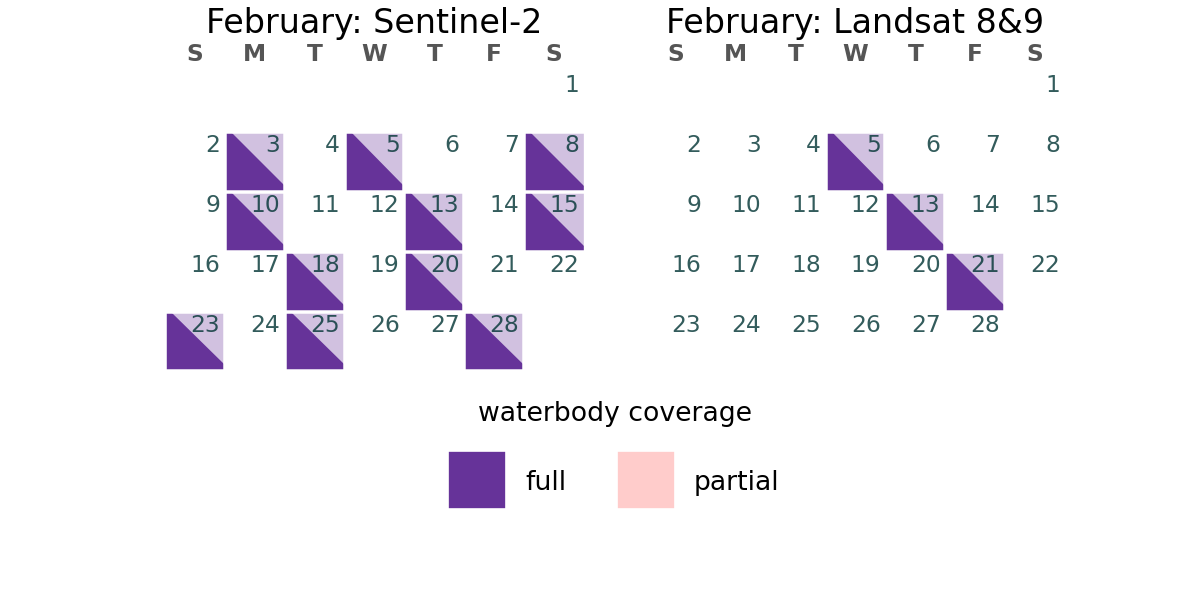 February: Sentinel-2
S M T W T F S
1
2 3 4 5 6 7 8
9 10 11 12 13 14 15
16 17 18 19 20 21 22
23 24 25 26 27 28
February: Landsat 8&9
S M T W T F S
1
2 3 4 5 6 7 8
9 10 11 12 13 14 15
16 17 18 19 20 21 22
23 24 25 26 27 28
waterbody coverage
full partial